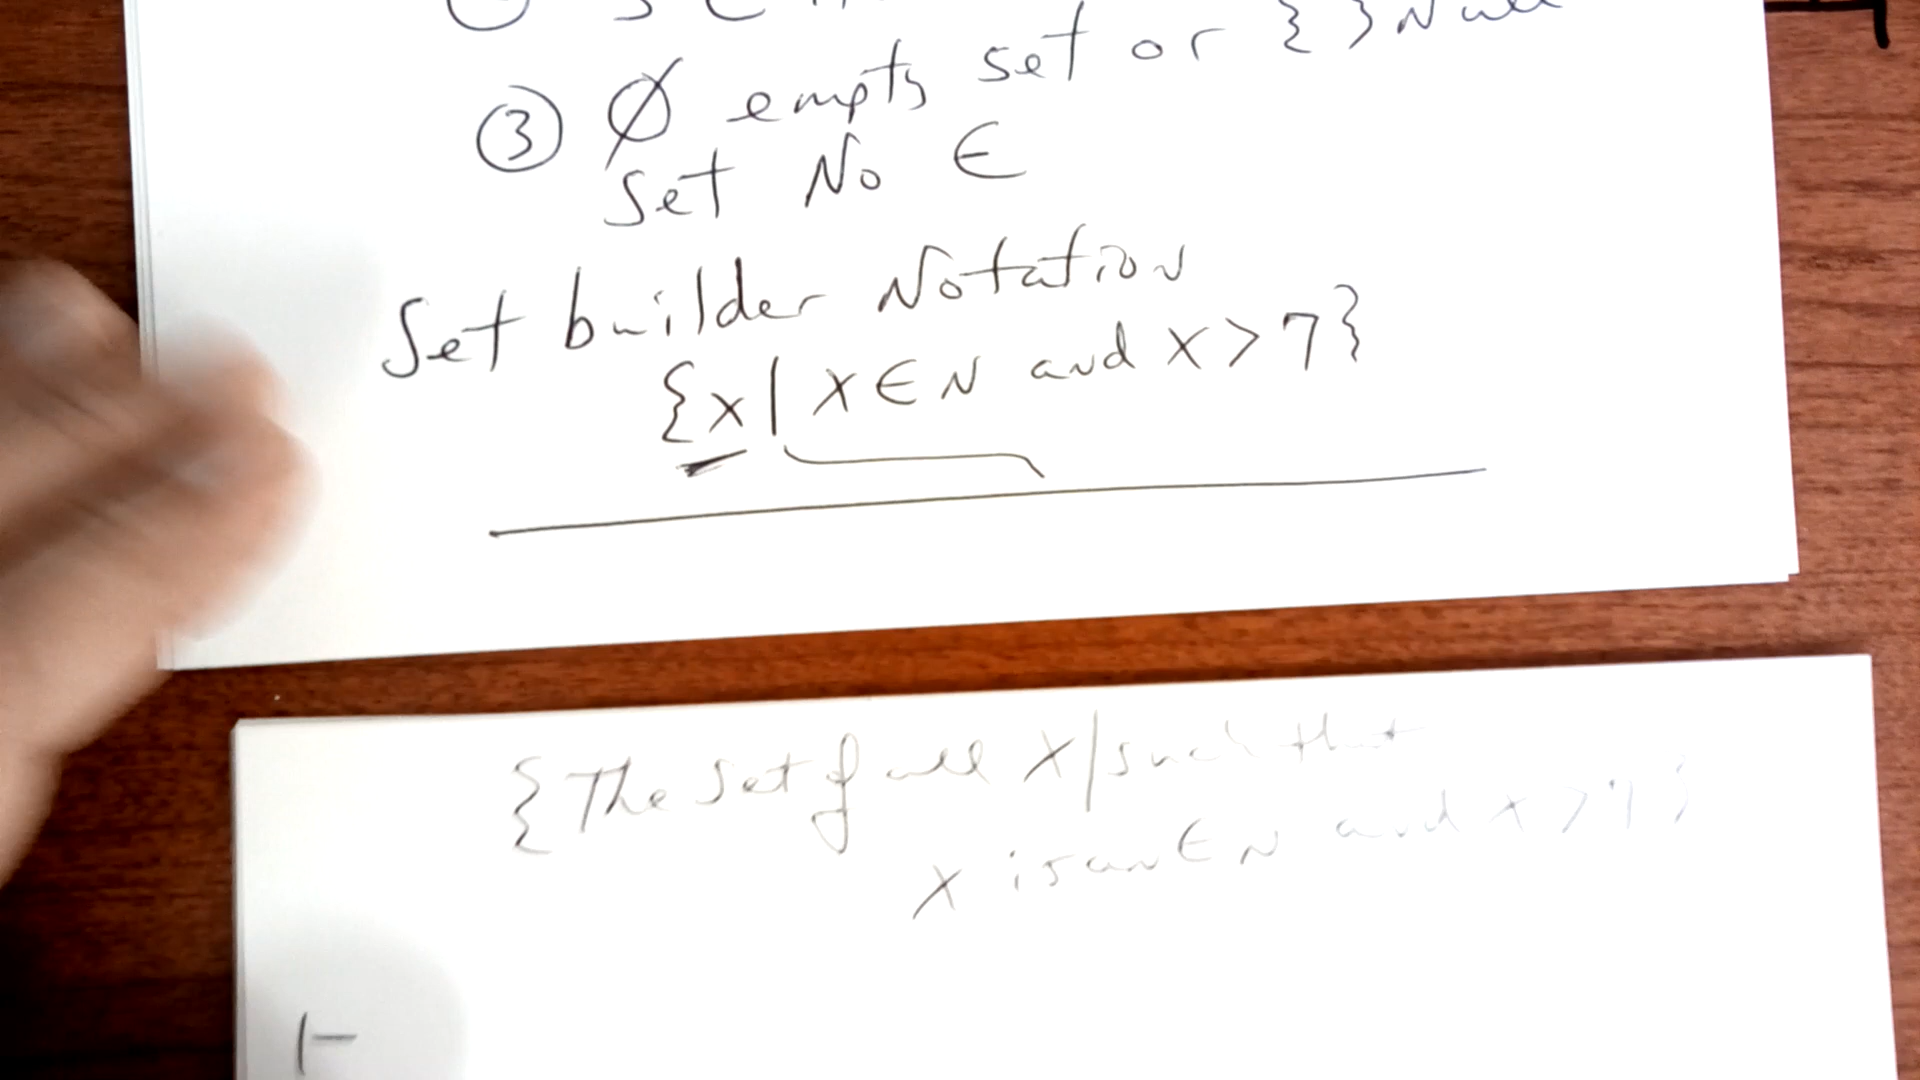 ③ Ø empty set or { } Null
Set No ∈
Set builder Notation
{x | x ∈ N and x > 7}
{The set of all x / such that
x is an ∈ N and x > 7}